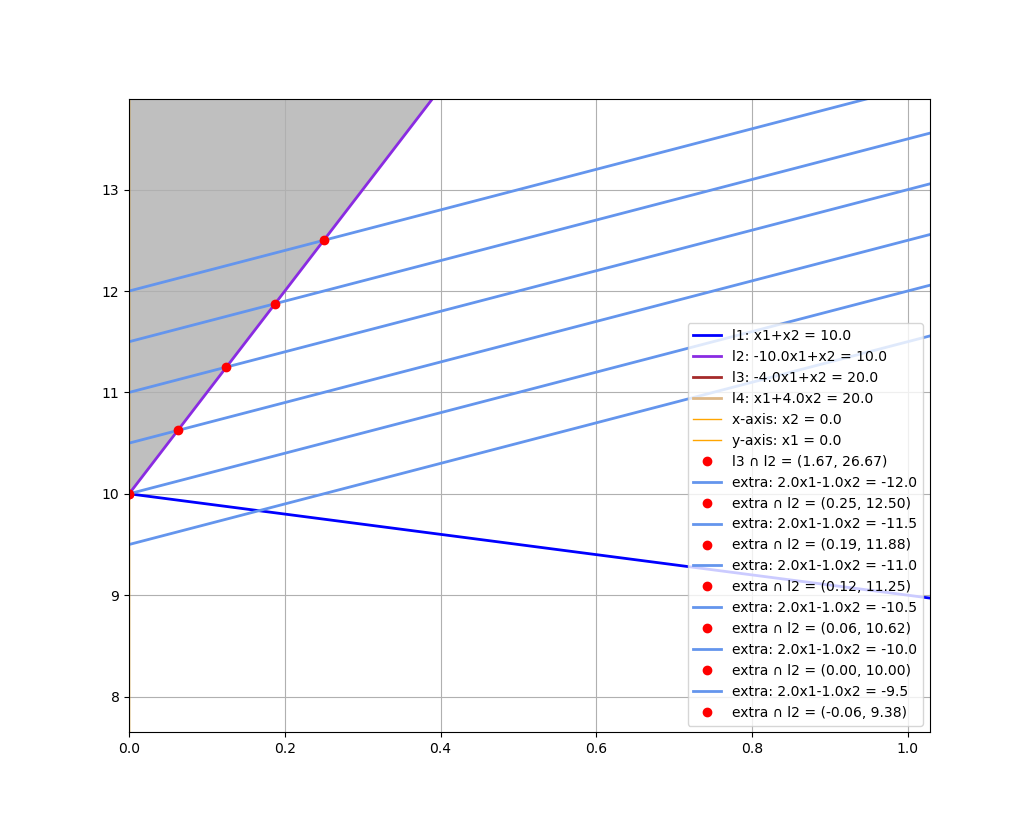 13
12
11
10
9
8
0.0
0.2
0.4
0.6
0.8
1.0
l1: x1+x2 = 10.0
l2: -10.0x1+x2 = 10.0
l3: -4.0x1+x2 = 20.0
l4: x1+4.0x2 = 20.0
x-axis: x2 = 0.0
y-axis: x1 = 0.0
l3 ∩ l2 = (1.67, 26.67)
extra: 2.0x1-1.0x2 = -12.0
extra ∩ l2 = (0.25, 12.50)
extra: 2.0x1-1.0x2 = -11.5
extra ∩ l2 = (0.19, 11.88)
extra: 2.0x1-1.0x2 = -11.0
extra ∩ l2 = (0.12, 11.25)
extra: 2.0x1-1.0x2 = -10.5
extra ∩ l2 = (0.06, 10.62)
extra: 2.0x1-1.0x2 = -10.0
extra ∩ l2 = (0.00, 10.00)
extra: 2.0x1-1.0x2 = -9.5
extra ∩ l2 = (-0.06, 9.38)